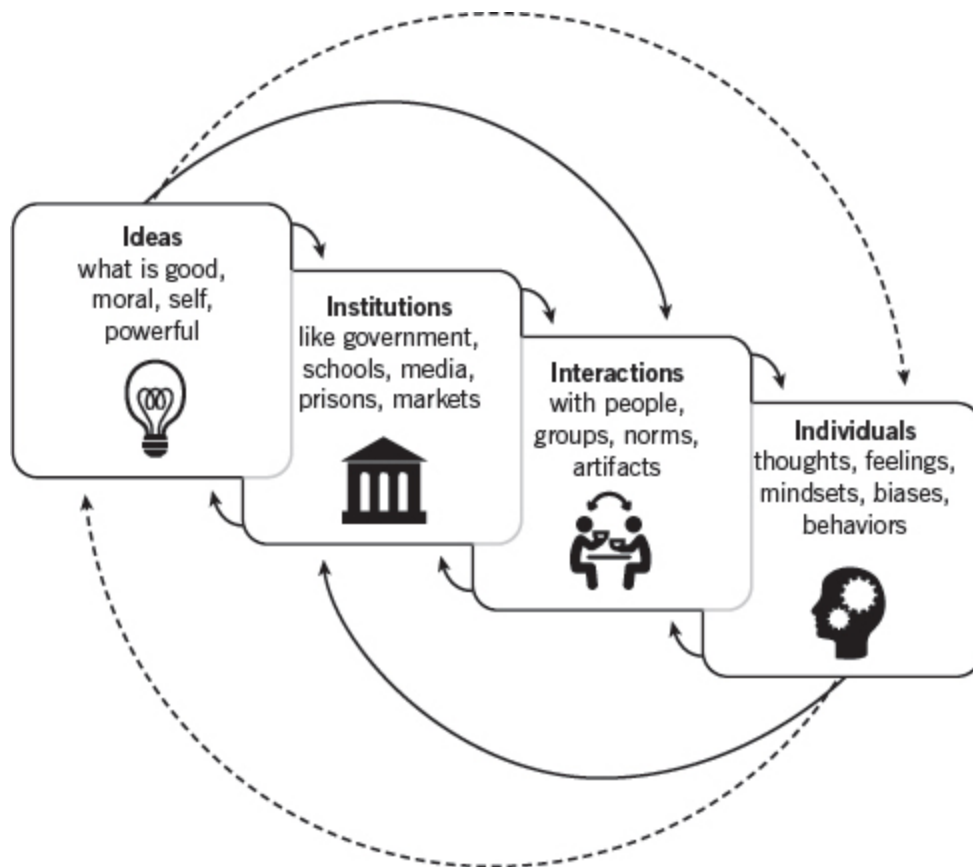 Ideas
what is good,
moral, self,
powerful
Institutions
like government,
schools, media,
prisons, markets
Interactions
with people,
groups, norms,
artifacts
Individuals
thoughts, feelings,
mindsets, biases,
behaviors